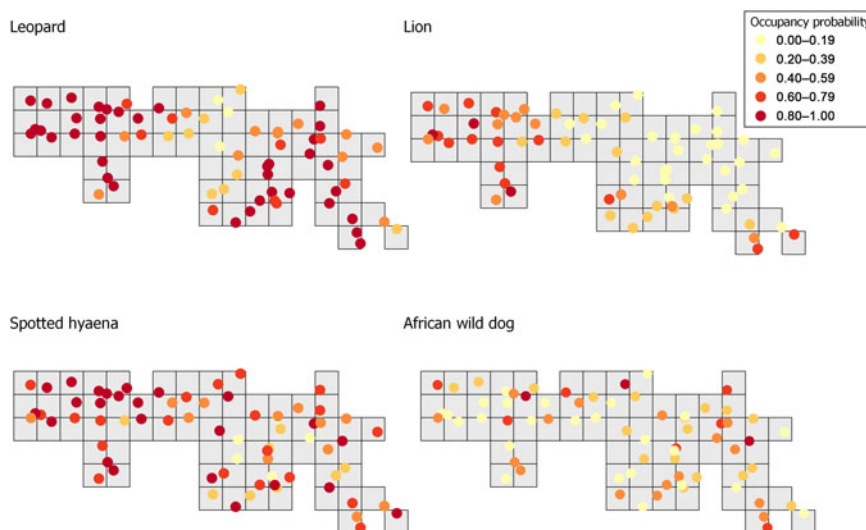 Leopard
Lion
Occupancy probability
0.00–0.19
0.20–0.39
0.40–0.59
0.60–0.79
0.80–1.00
Spotted hyaena
African wild dog